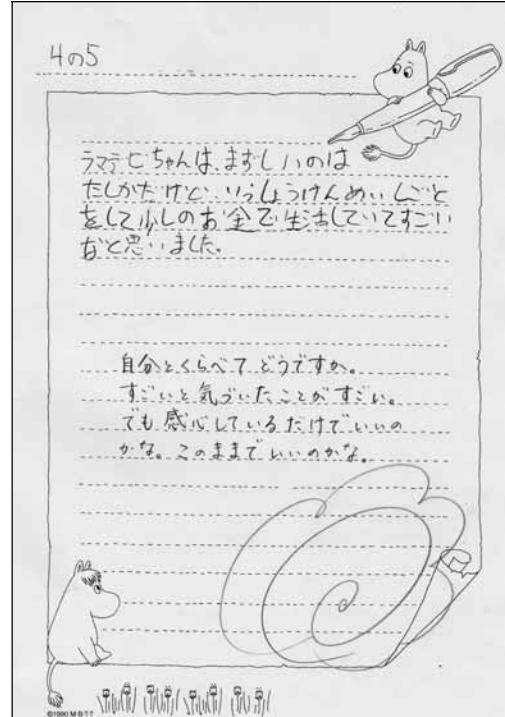 4の5
ラマテセちゃんは、まずしいのは
たしかだけど、いっしょうけんめいしごと
をして少しのお金で生活していてすごい
なと思いました。
自分とくらべてどうですか。
すごいと気づいたことがすごい。
でも感心しているだけでいいの
かな。このままでいいのかな。
©1990 M・B・T・T